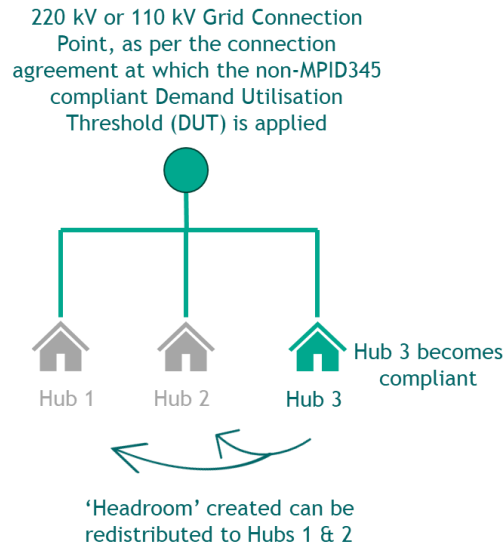 220 kV or 110 kV Grid Connection
Point, as per the connection
agreement at which the non-MPID345
compliant Demand Utilisation
Threshold (DUT) is applied
Hub 1
Hub 2
Hub 3
Hub 3 becomes
compliant
‘Headroom’ created can be
redistributed to Hubs 1 & 2